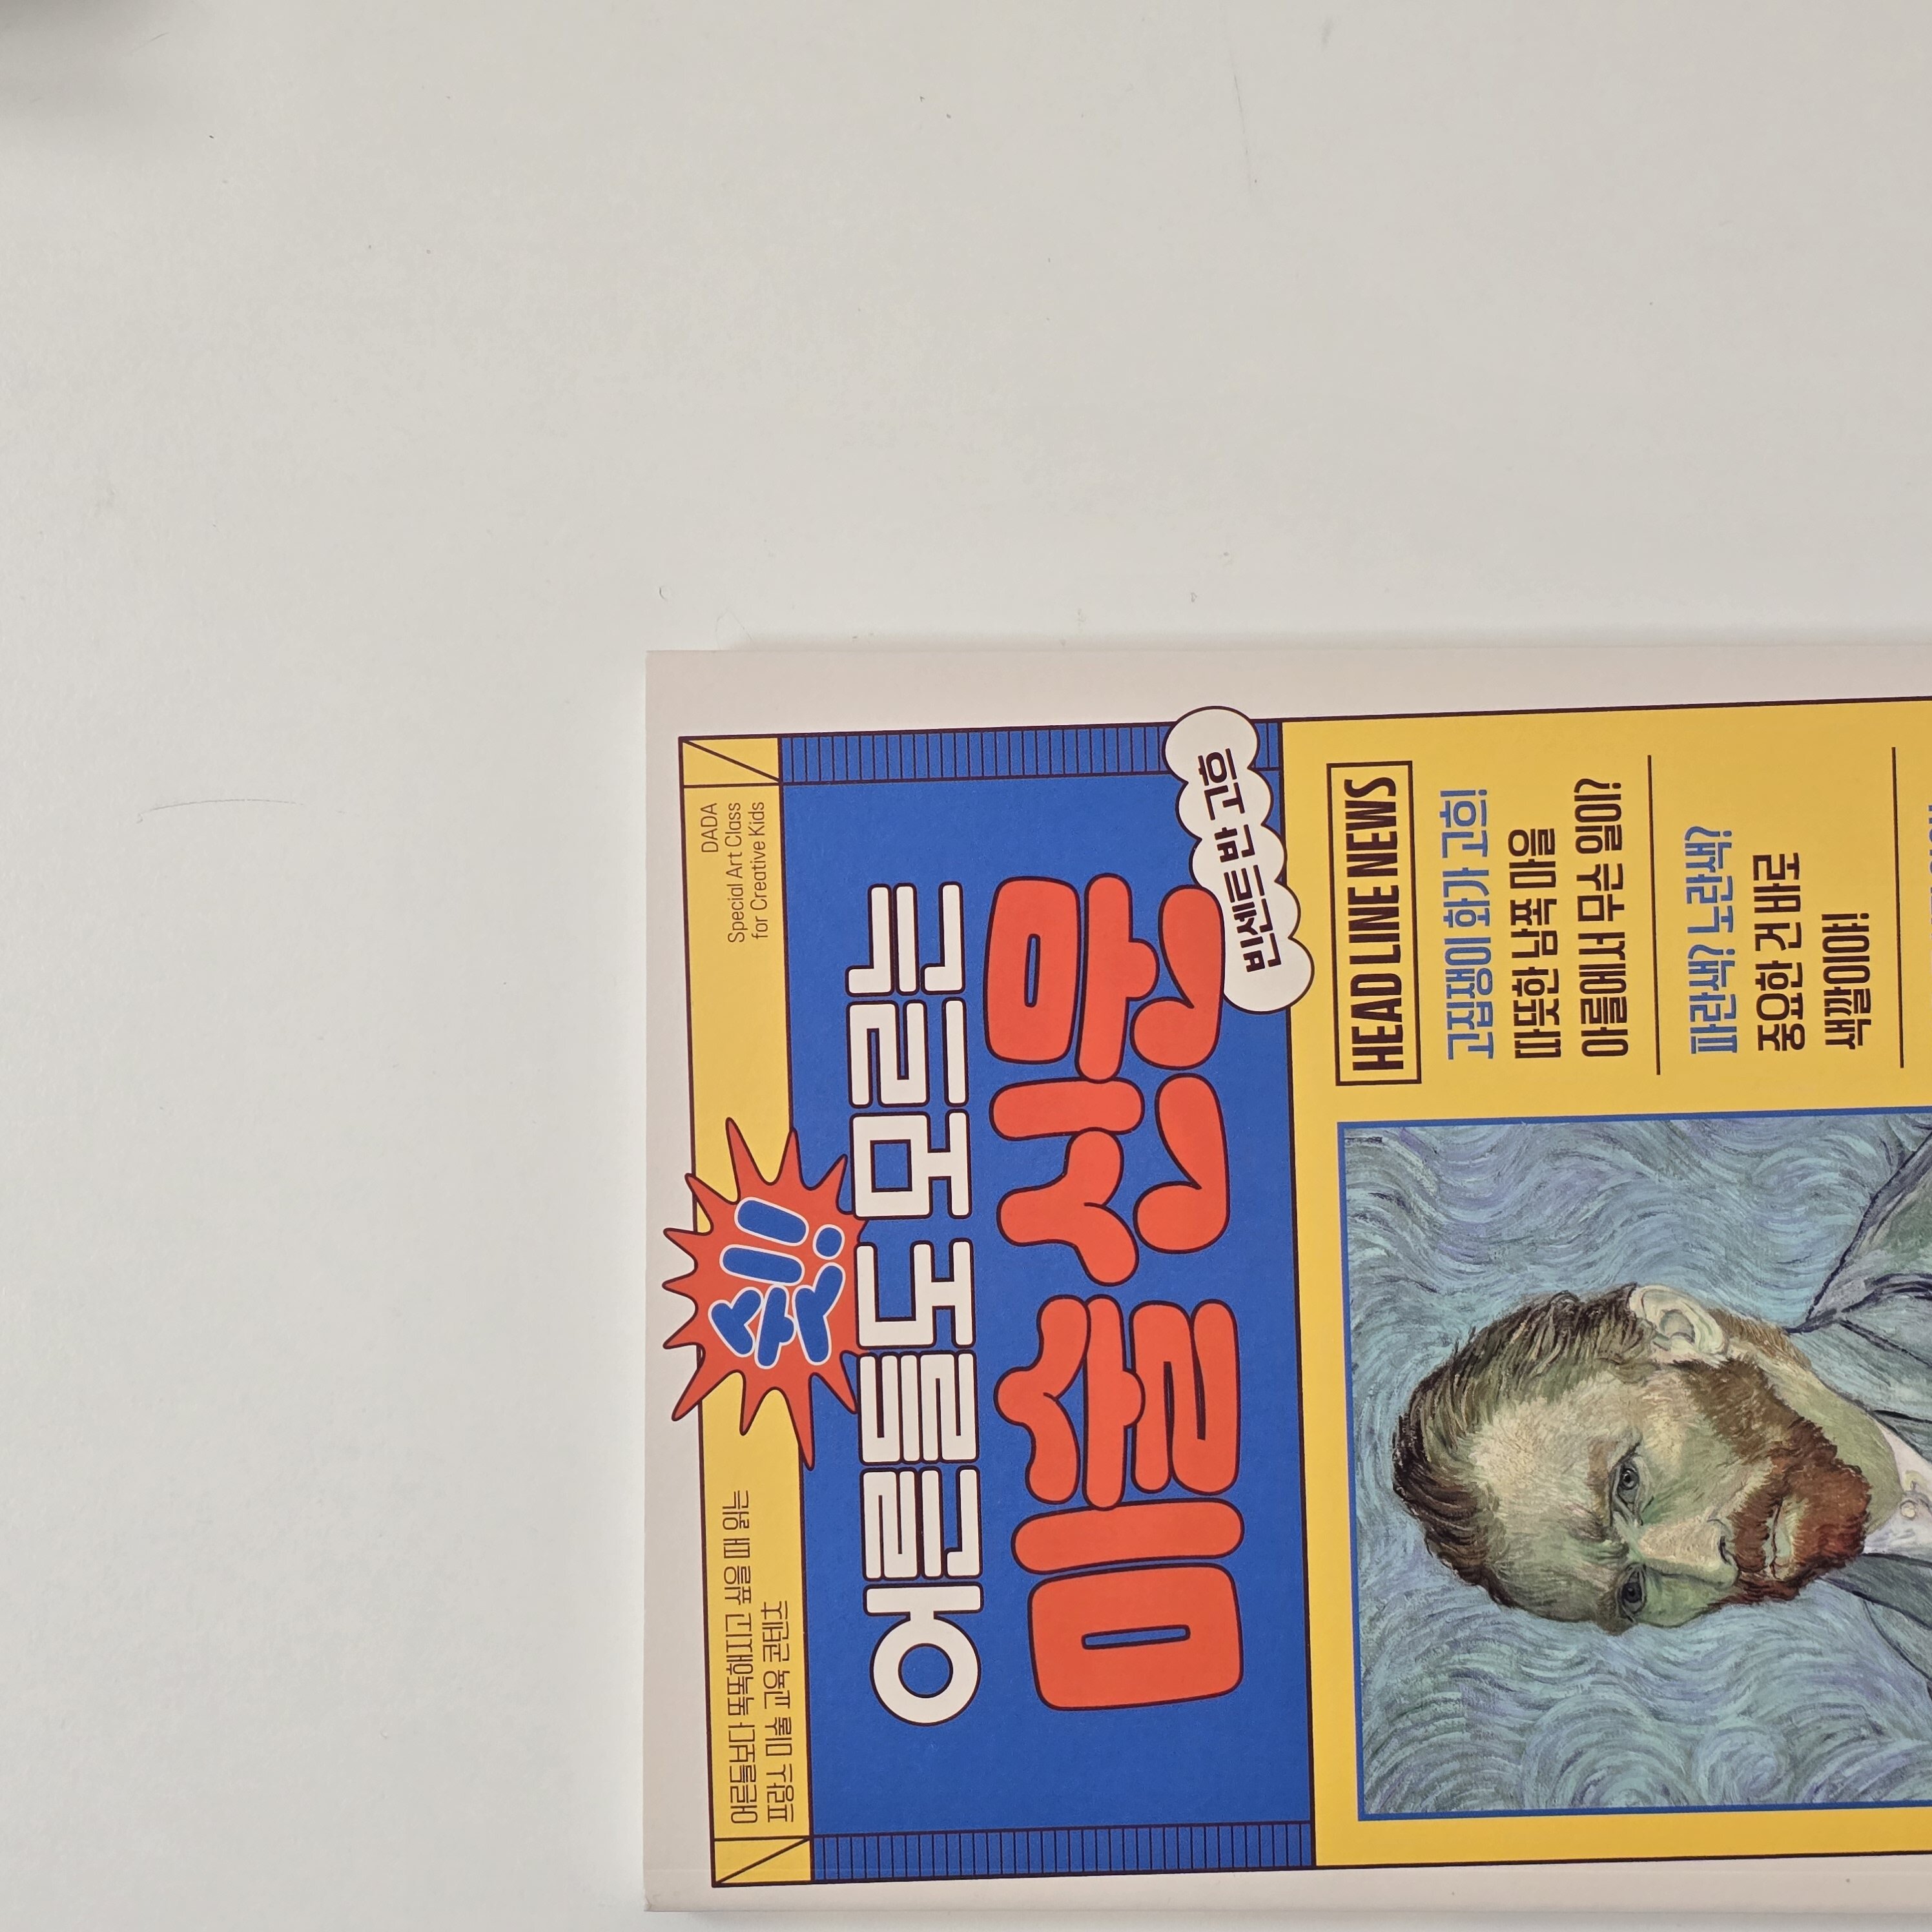 어른들보다 똑똑해지고 싶을 때 읽는
프랑스 미술 교육 콘텐츠
쉿!!
DADA
Special Art Class
for Creative Kids
어른들도 모르는
미술 신문
빈센트 반 고흐
HEAD LINE NEWS
고집쟁이 화가 고흐!
따뜻한 남쪽 마을
아를에서 무슨 일이?
파란색? 노란색?
중요한 건 바로
색깔이야!